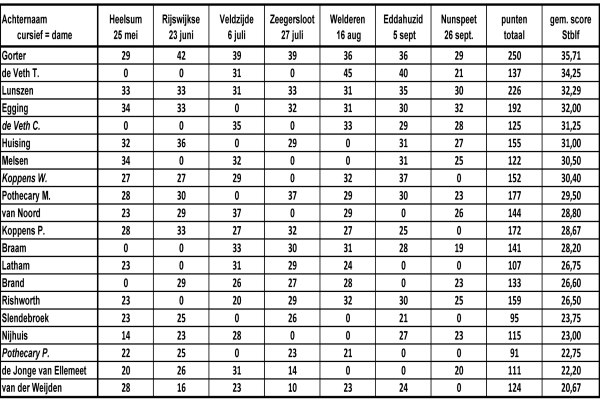 Achternaam Heelsum Rijswijkse Veldzijde Zeegersloot Welderen Eddahuzid Nunspeet punten gem. score
cursief = dame 25 mei 23 juni 6 juli 27 juli 16 aug 5 sept 26 sept. totaal Stblf
Gorter 29 42 39 39 36 36 29 250 35,71
de Veth T. 0 0 31 0 45 40 21 137 34,25
Lunszen 33 33 31 33 31 35 30 226 32,29
Egging 34 33 0 32 31 30 32 192 32,00
de Veth C. 0 0 35 0 33 29 28 125 31,25
Huising 32 36 0 29 0 31 27 155 31,00
Melsen 34 0 32 0 0 31 25 122 30,50
Koppens W. 27 27 29 0 32 37 0 152 30,40
Pothecary M. 28 30 0 37 29 30 23 177 29,50
van Noord 23 29 37 0 29 0 26 144 28,80
Koppens P. 28 33 27 32 27 25 0 172 28,67
Braam 0 0 33 30 31 28 19 141 28,20
Latham 23 0 31 29 24 0 0 107 26,75
Brand 0 29 26 27 28 0 23 133 26,60
Rishworth 23 0 20 29 32 30 25 159 26,50
Slendebroek 23 25 0 26 0 21 0 95 23,75
Nijhuis 14 23 28 0 0 27 23 115 23,00
Pothecary P. 22 25 0 23 21 0 0 91 22,75
de Jonge van Ellemeet 20 26 31 14 0 0 20 111 22,20
van der Weijden 28 16 23 10 23 24 0 124 20,67